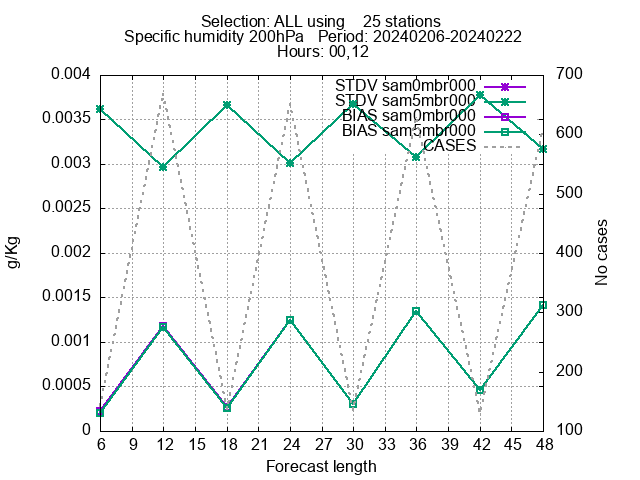 Selection: ALL using    25 stations
Specific humidity 200hPa   Period: 20240206-20240222
Hours: 00,12
STDV sam0mbr000
STDV sam5mbr000
BIAS sam0mbr000
BIAS sam5mbr000
CASES
0.004
0.0035
0.003
0.0025
0.002
0.0015
0.001
0.0005
0
g/Kg
700
600
500
400
300
200
100
No cases
6 9 12 15 18 21 24 27 30 33 36 39 42 45 48
Forecast length